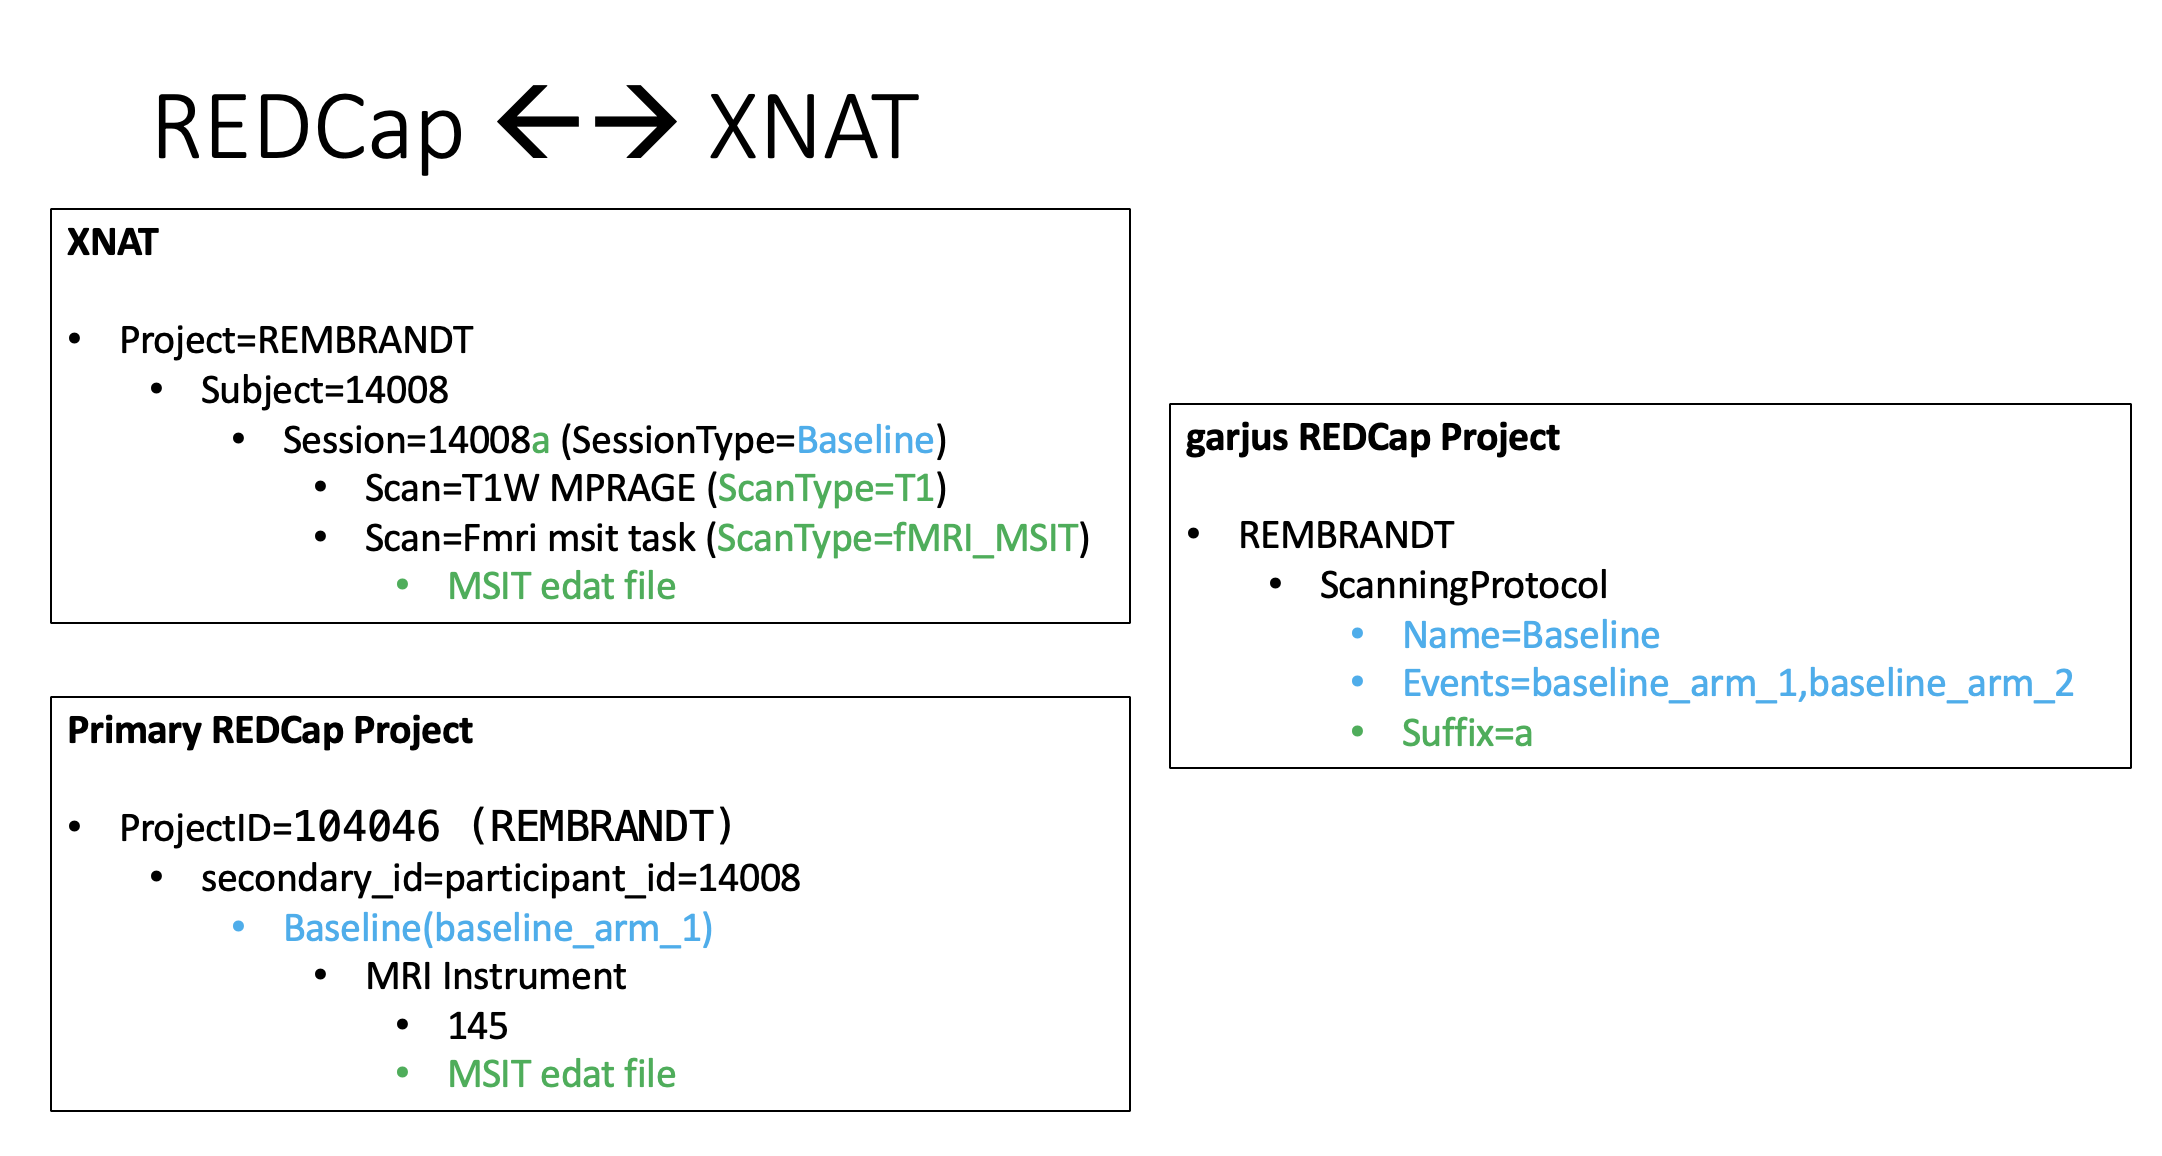 REDCap ←→ XNAT
XNAT
• Project=REMBRANDT
• Subject=14008
• Session=14008a (SessionType=Baseline)
• Scan=T1W MPRAGE (ScanType=T1)
• Scan=Fmri msit task (ScanType=fMRI_MSIT)
• MSIT edat file
Primary REDCap Project
• ProjectID=104046 (REMBRANDT)
• secondary_id=participant_id=14008
• Baseline(baseline_arm_1)
• MRI Instrument
• 145
• MSIT edat file
garjus REDCap Project
• REMBRANDT
• ScanningProtocol
• Name=Baseline
• Events=baseline_arm_1,baseline_arm_2
• Suffix=a